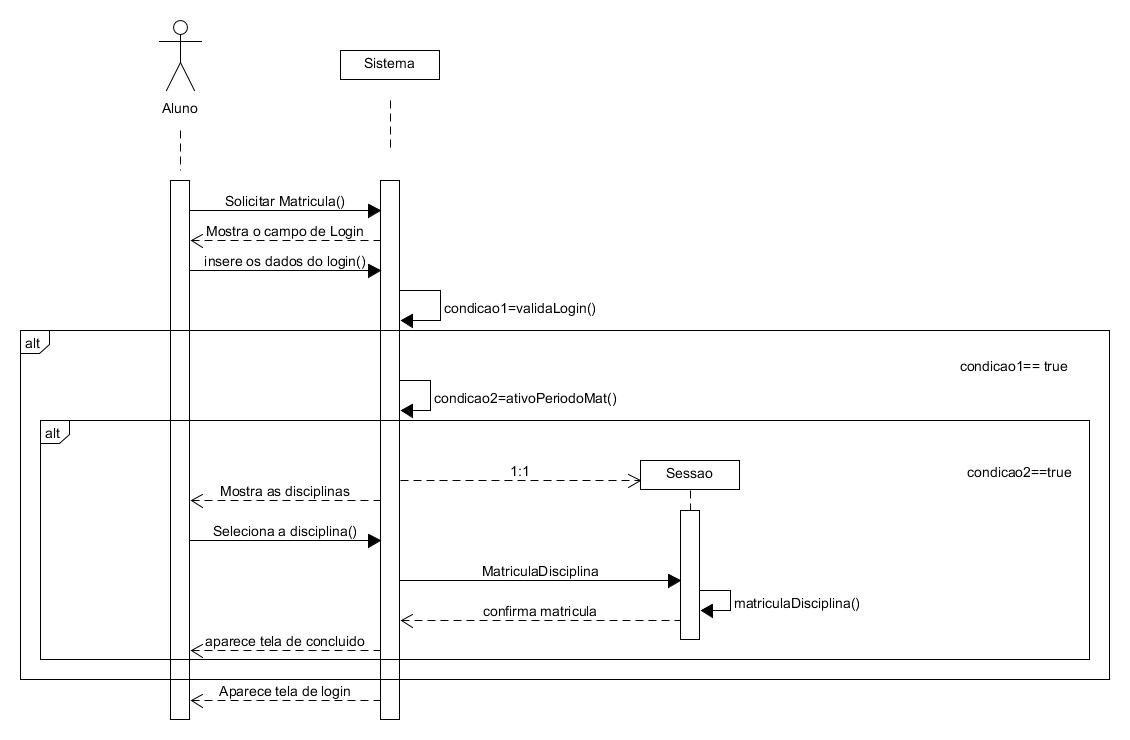 Aluno
Sistema
Solicitar Matricula()
Mostra o campo de Login
insere os dados do login()
condicao1=validaLogin()
alt
condicao1== true
condicao2=ativoPeriodoMat()
alt
condicao2==true
1:1
Sessao
Mostra as disciplinas
Seleciona a disciplina()
MatriculaDisciplina
matriculaDisciplina()
confirma matricula
aparece tela de concluido
Aparece tela de login